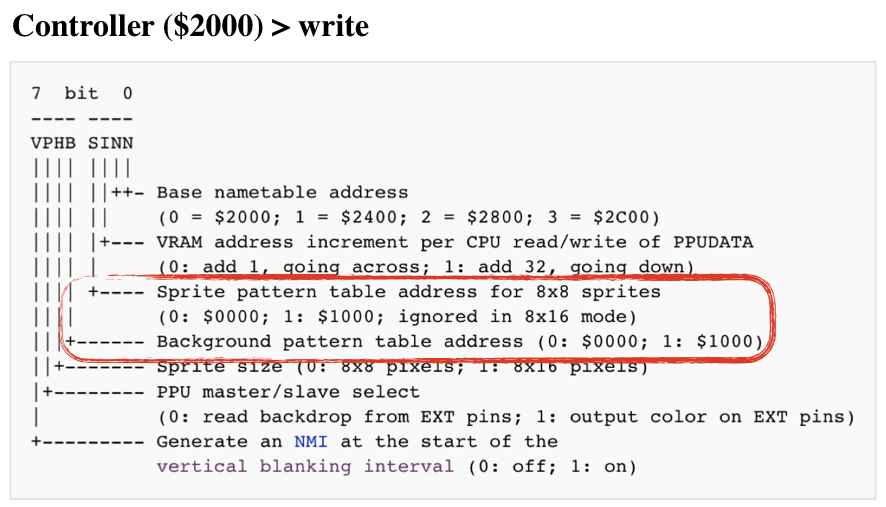 Controller ($2000) > write
7  bit  0
---- ----
VPHB SINN
|||| ||||
|||| ||++- Base nametable address
|||| ||    (0 = $2000; 1 = $2400; 2 = $2800; 3 = $2C00)
|||| |+--- VRAM address increment per CPU read/write of PPUDATA
|||| |     (0: add 1, going across; 1: add 32, going down)
|||| +---- Sprite pattern table address for 8x8 sprites
||||       (0: $0000; 1: $1000; ignored in 8x16 mode)
|||+------ Background pattern table address (0: $0000; 1: $1000)
||+------- Sprite size (0: 8x8 pixels; 1: 8x16 pixels)
|+-------- PPU master/slave select
|          (0: read backdrop from EXT pins; 1: output color on EXT pins)
+--------- Generate an NMI at the start of the
           vertical blanking interval (0: off; 1: on)